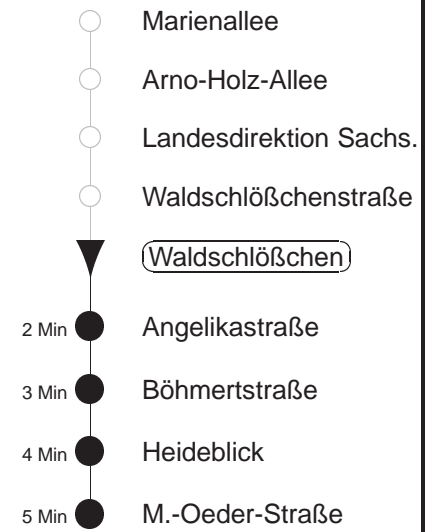 Marienallee
Arno-Holz-Allee
Landesdirektion Sachs.
Waldschlößchenstraße
Waldschlößchen
2 Min Angelikastraße
3 Min Böhmertstraße
4 Min Heideblick
5 Min M.-Oeder-Straße